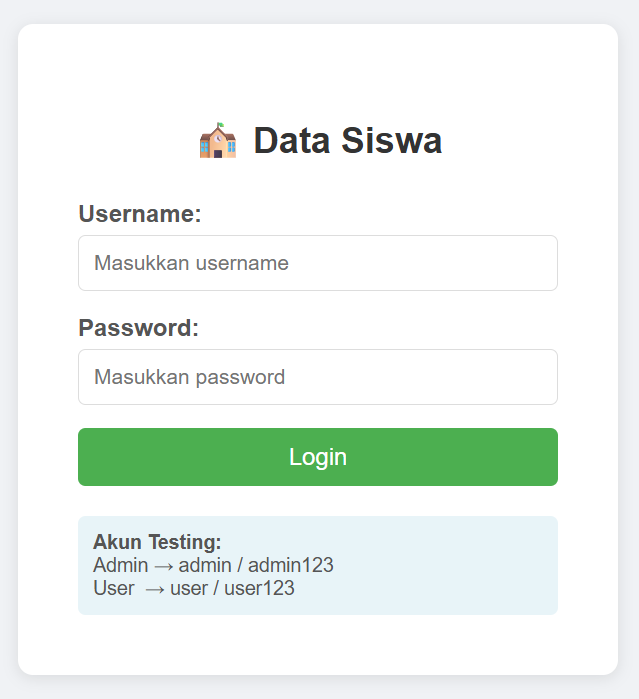 Data Siswa
Username:
Masukkan username
Password:
Masukkan password
Login
Akun Testing:
Admin → admin / admin123
User → user / user123